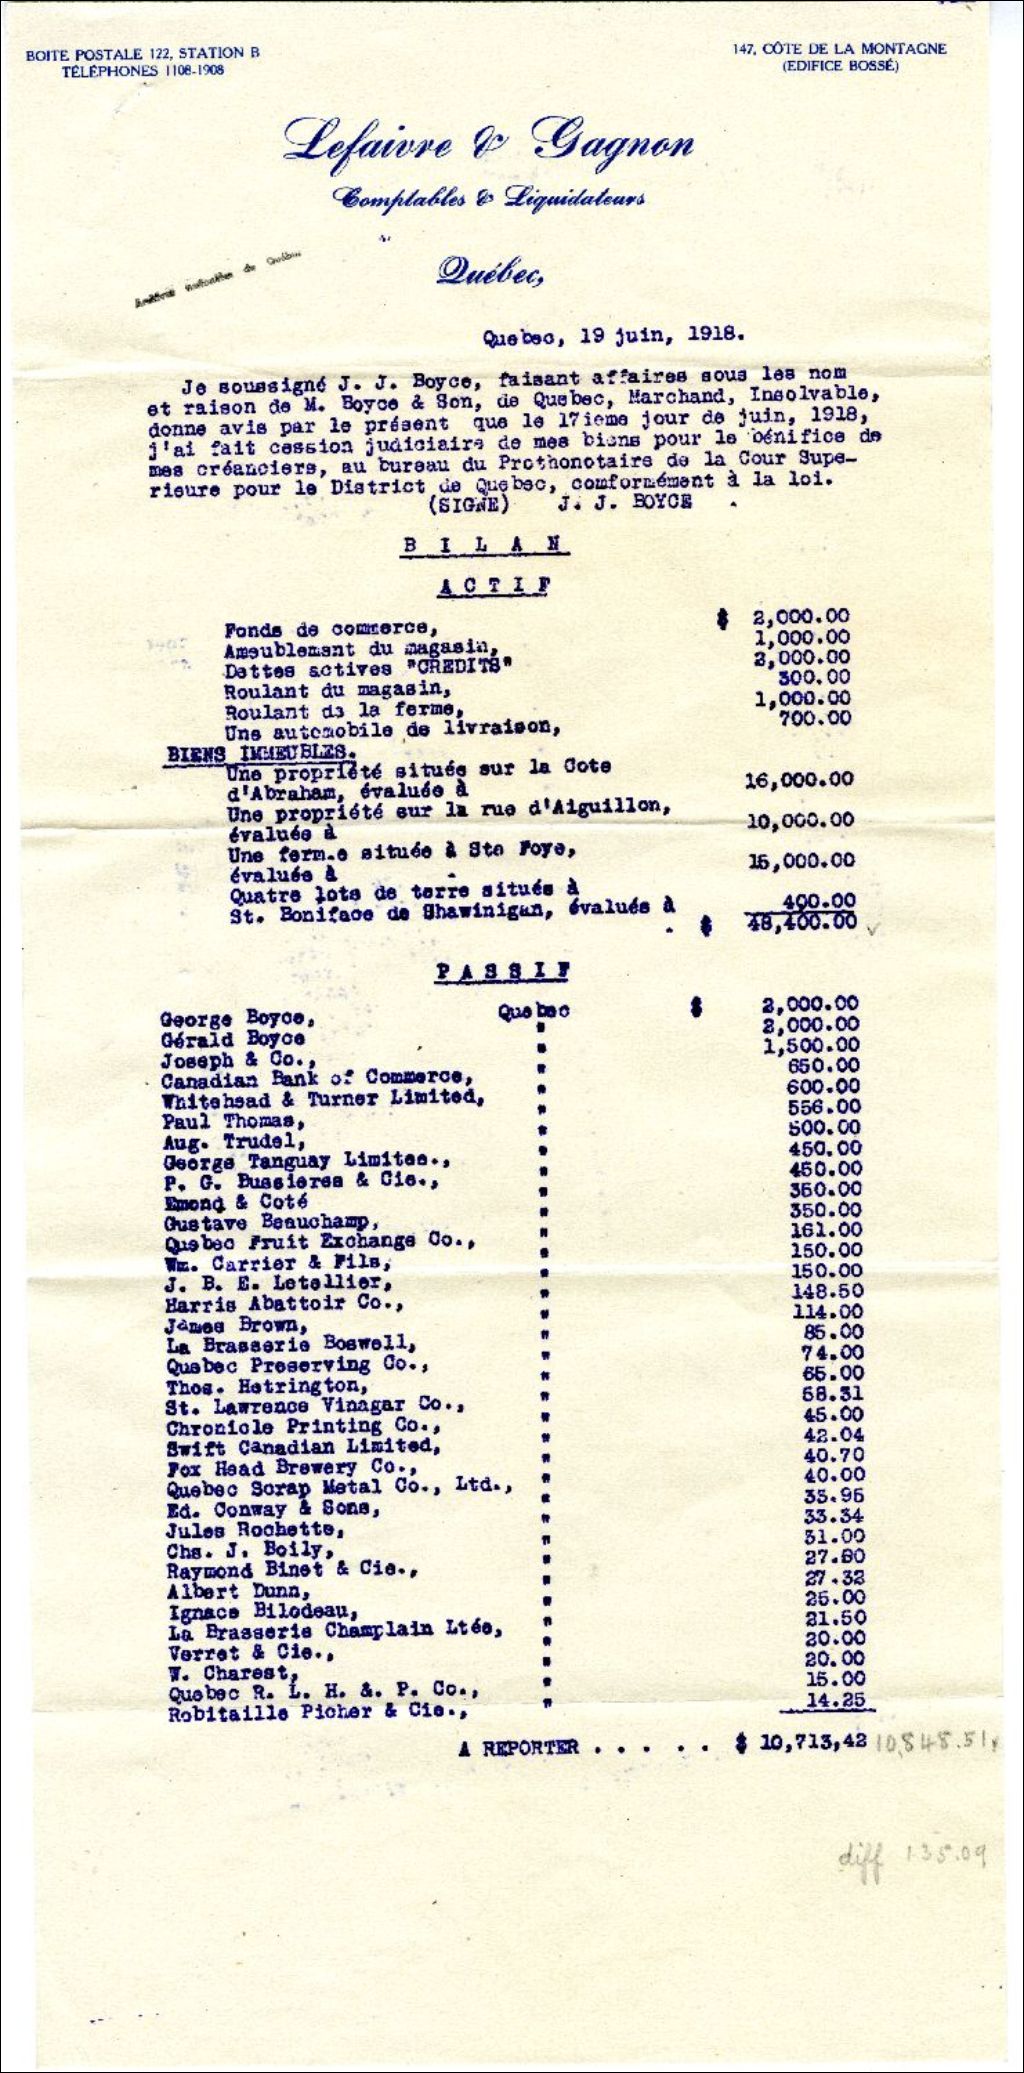 BOITE POSTALE 122, STATION B
TÉLÉPHONES 1108-1908
147, CÔTE DE LA MONTAGNE
(EDIFICE BOSSÉ)
Lefaivre & Gagnon
Comptables & Liquidateurs
Archives nationales du Québec
Québec,
Quebec, 19 juin, 1918.
Je soussigné J. J. Boyce, faisant affaires sous les nom
et raison de M. Boyce & Son, de Quebec, Marchand, Insolvable,
donne avis par le présent que le 17ieme jour de juin, 1918,
j'ai fait cession judiciaire de mes biens pour le bénifice de
mes créanciers, au bureau du Prothonotaire de la Cour Supe-
rieure pour le District de Quebec, comformément à la loi.
(SIGNE) J. J. BOYCE .
B I L A N
A C T I F
Fonds de commerce, $ 2,000.00
Ameublement du magasin, 1,000.00
Dettes actives "CREDITS" 3,000.00
Roulant du magasin, 300.00
Roulant de la ferme, 1,000.00
Une automobile de livraison, 700.00
BIENS IMMEUBLES.
Une propriété située sur la Cote
d'Abraham, évaluée à 16,000.00
Une propriété sur la rue d'Aiguillon,
évaluée à 10,000.00
Une ferm.e située à Ste Foye,
évaluée à 15,000.00
Quatre lots de terre situés à
St. Boniface de Shawinigan, évalués à 400.00
. $ 48,400.00
P A S S I F
George Boyce, Quebec $ 2,000.00
Gérald Boyce " 2,000.00
Joseph & Co., " 1,500.00
Canadian Bank of Commerce, " 650.00
Whitehead & Turner Limited, " 600.00
Paul Thomas, " 556.00
Aug. Trudel, " 500.00
George Tanguay Limitee., " 450.00
P. G. Bussieres & Cie., " 450.00
Emond & Coté " 350.00
Gustave Beauchamp, " 350.00
Quebec Fruit Exchange Co., " 161.00
Wm. Carrier & Fils, " 150.00
J. B. E. Letellier, " 150.00
Harris Abattoir Co., " 148.50
James Brown, " 114.00
La Brasserie Boswell, " 85.00
Quebec Preserving Co., " 74.00
Thos. Hetrington, " 65.00
St. Lawrence Vinagar Co., " 58.31
Chronicle Printing Co., " 45.00
Swift Canadian Limited, " 42.04
Fox Head Brewery Co., " 40.70
Quebec Scrap Metal Co., Ltd., " 40.00
Ed. Conway & Sons, " 33.95
Jules Rochette, " 33.34
Chs. J. Boily, " 31.00
Raymond Binet & Cie., " 27.80
Albert Dunn, " 27.32
Ignace Bilodeau, " 25.00
La Brasserie Champlain Ltée, " 21.50
Verret & Cie., " 20.00
W. Charest, " 20.00
Quebec R. L. H. &. P. Co., " 15.00
Robitaille Picher & Cie., " 14.25
A REPORTER . . . . . . $ 10,713,42 10,848.51
diff 135.09